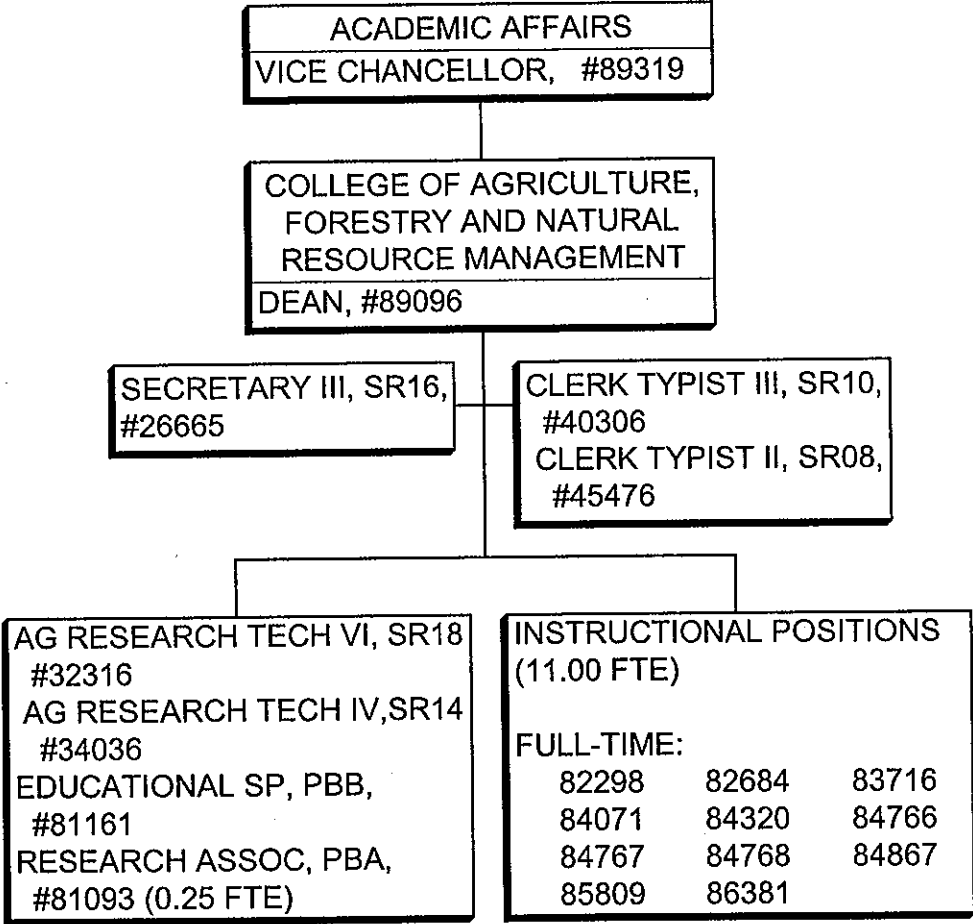 ACADEMIC AFFAIRS
VICE CHANCELLOR, #89319
COLLEGE OF AGRICULTURE,
FORESTRY AND NATURAL
RESOURCE MANAGEMENT
DEAN, #89096
SECRETARY III, SR16,
#26665
CLERK TYPIST III, SR10,
#40306
CLERK TYPIST II, SR08,
#45476
AG RESEARCH TECH VI, SR18
#32316
AG RESEARCH TECH IV,SR14
#34036
EDUCATIONAL SP, PBB,
#81161
RESEARCH ASSOC, PBA,
#81093 (0.25 FTE)
INSTRUCTIONAL POSITIONS
(11.00 FTE)
FULL-TIME:
82298 82684 83716
84071 84320 84766
84767 84768 84867
85809 86381